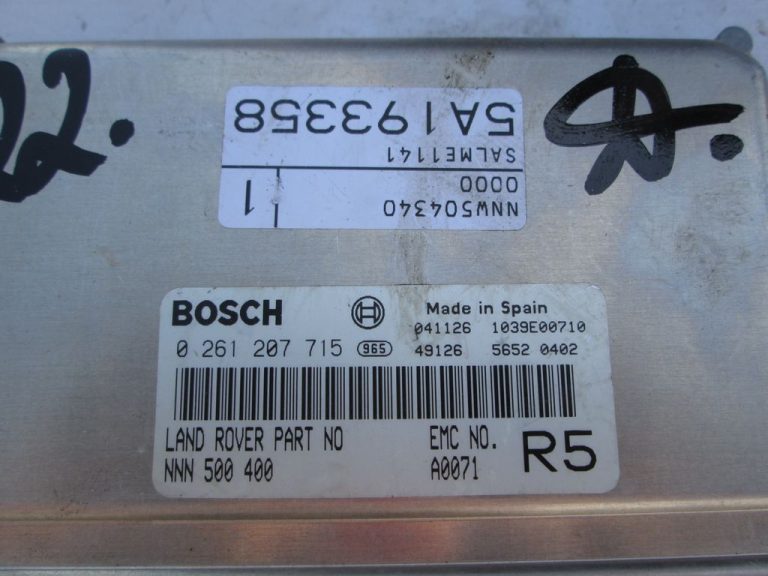 22.
5A193358
SALME1141
0000
NNW504340
1
BOSCH
Made in Spain
041126 1039E00710
0 261 207 715 965 49126 5652 0402
LAND ROVER PART NO
NNN 500 400
EMC NO.
A0071
R5